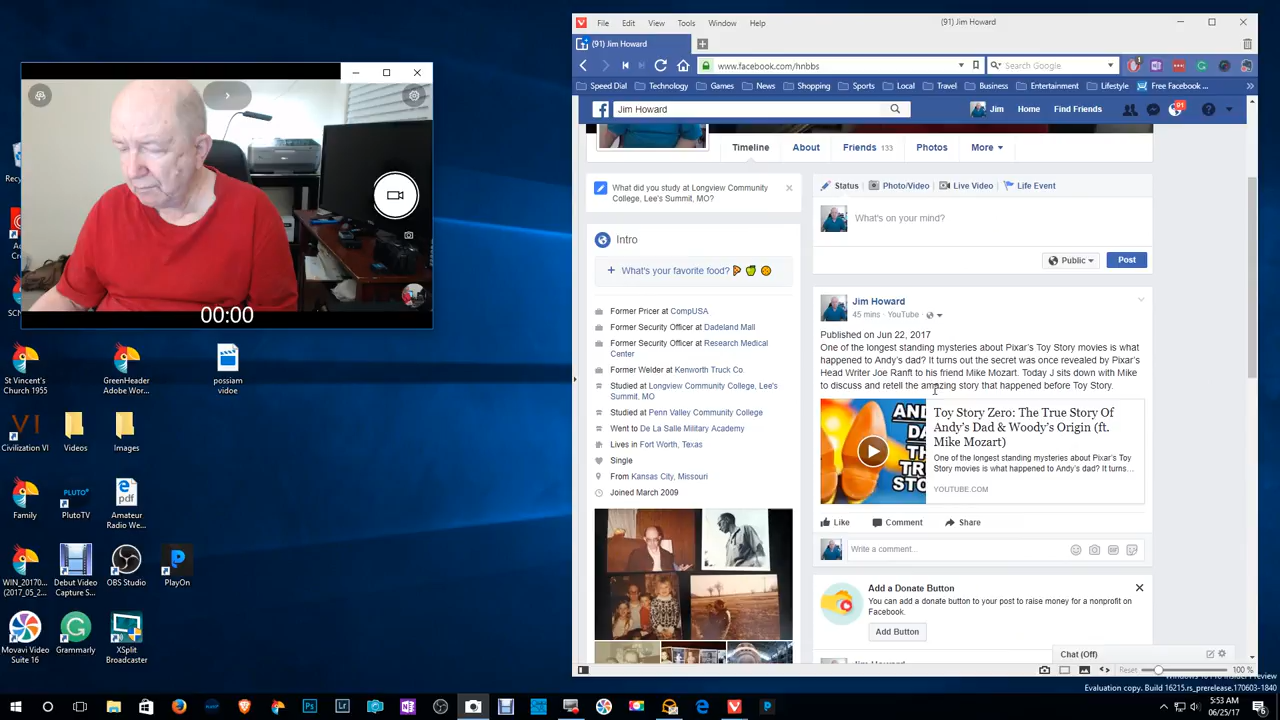 File Edit View Tools Window Help
(91) Jim Howard
(91) Jim Howard
www.facebook.com/hnbbs
Search Google
Speed Dial Technology Games News Shopping Sports Local Travel Business Entertainment Lifestyle Free Facebook ...
Jim Howard
Jim Home Find Friends
91
Timeline About Friends 133 Photos More
What did you study at Longview Community
College, Lee's Summit, MO?
Intro
What's your favorite food?
Former Pricer at CompUSA
Former Security Officer at Dadeland Mall
Former Security Officer at Research Medical
Center
Former Welder at Kenworth Truck Co.
Studied at Longview Community College, Lee's
Summit, MO.
Studied at Penn Valley Community College
Went to De La Salle Military Academy
Lives in Fort Worth, Texas
Single
From Kansas City, Missouri
Joined March 2009
Status Photo/Video Live Video Life Event
What's on your mind?
Public Post
Jim Howard
45 mins · YouTube ·
Published on Jun 22, 2017
One of the longest standing mysteries about Pixar's Toy Story movies is what
happened to Andy's dad? It turns out the secret was once revealed by Pixar's
Head Writer Joe Ranft to his friend Mike Mozart. Today J sits down with Mike
to discuss and retell the amazing story that happened before Toy Story.
Toy Story Zero: The True Story Of
Andy's Dad & Woody's Origin (ft.
Mike Mozart)
One of the longest standing mysteries about Pixar's Toy
Story movies is what happened to Andy's dad? It turns...
YOUTUBE.COM
Like Comment Share
Write a comment...
Add a Donate Button
You can add a donate button to your post to raise money for a nonprofit on
Facebook.
Add Button
Chat (Off)
Reset 100 %
00:00
St Vincent's
Church 1955
GreenHeader
Adobe Wor...
possiam
video
Civilization VI
Videos
Images
Family
PlutoTV
Amateur
Radio We...
WIN_20170...
(2017_05_2...
Debut Video
Capture S...
OBS Studio
PlayOn
Movavi Video
Suite 16
Grammarly
XSplit
Broadcaster
Evaluation copy. Build 16215.rs_prerelease.170603-1840
5:53 AM
06/25/17